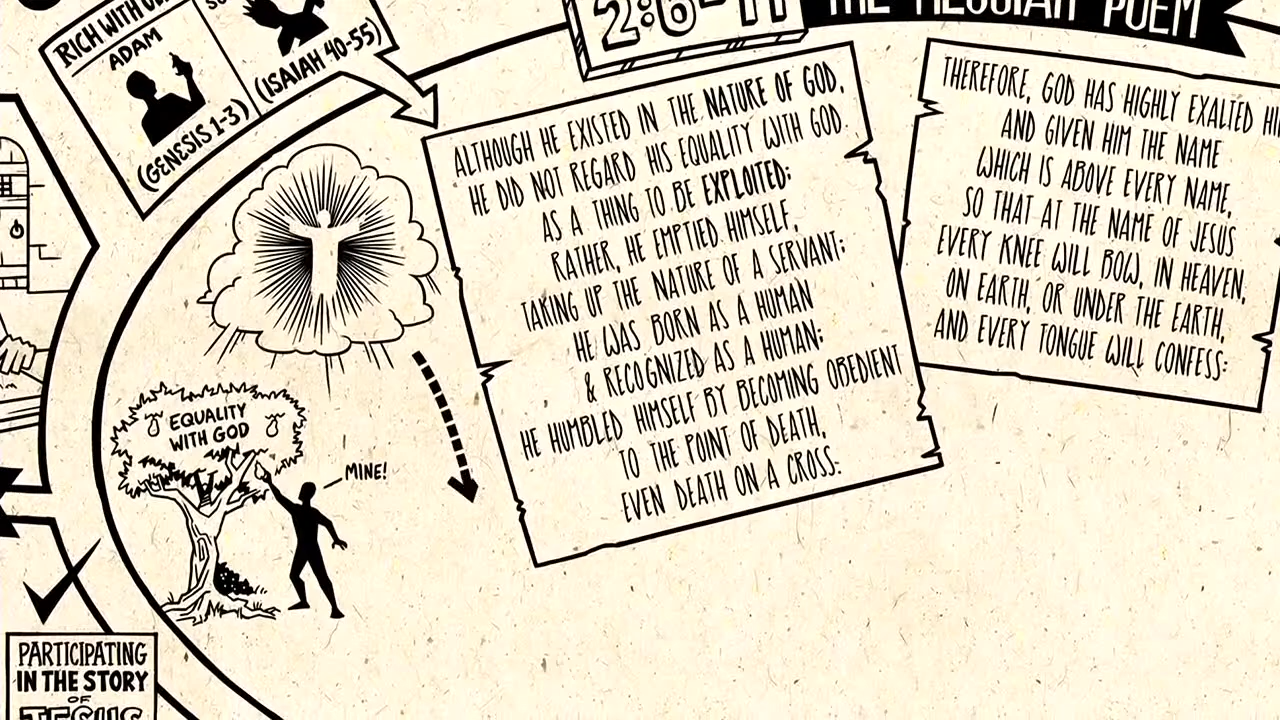 RICH WITH
ADAM
(GENESIS 1-3)
(ISAIAH 40-55)
2:6-11
THE MESSIAH POEM
ALTHOUGH HE EXISTED IN THE NATURE OF GOD,
HE DID NOT REGARD HIS EQUALITY WITH GOD
AS A THING TO BE EXPLOITED;
RATHER, HE EMPTIED HIMSELF,
TAKING UP THE NATURE OF A SERVANT;
HE WAS BORN AS A HUMAN
& RECOGNIZED AS A HUMAN;
HE HUMBLED HIMSELF BY BECOMING OBEDIENT
TO THE POINT OF DEATH,
EVEN DEATH ON A CROSS.
THEREFORE, GOD HAS HIGHLY EXALTED
AND GIVEN HIM THE NAME
WHICH IS ABOVE EVERY NAME,
SO THAT AT THE NAME OF JESUS
EVERY KNEE WILL BOW, IN HEAVEN,
ON EARTH, OR UNDER THE EARTH,
AND EVERY TONGUE WILL CONFESS:
EQUALITY
WITH GOD
MINE!
PARTICIPATING
IN THE STORY
OF
JESUS